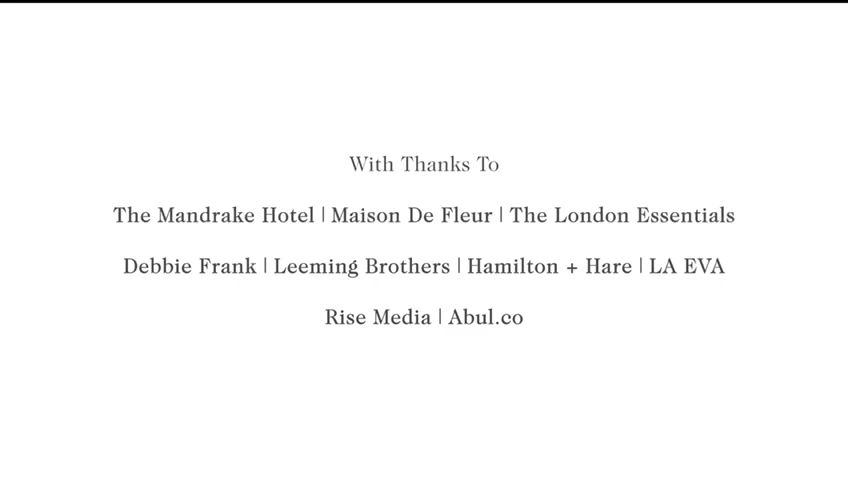 With Thanks To
The Mandrake Hotel | Maison De Fleur | The London Essentials
Debbie Frank | Leeming Brothers | Hamilton + Hare | LA EVA
Rise Media | Abul.co